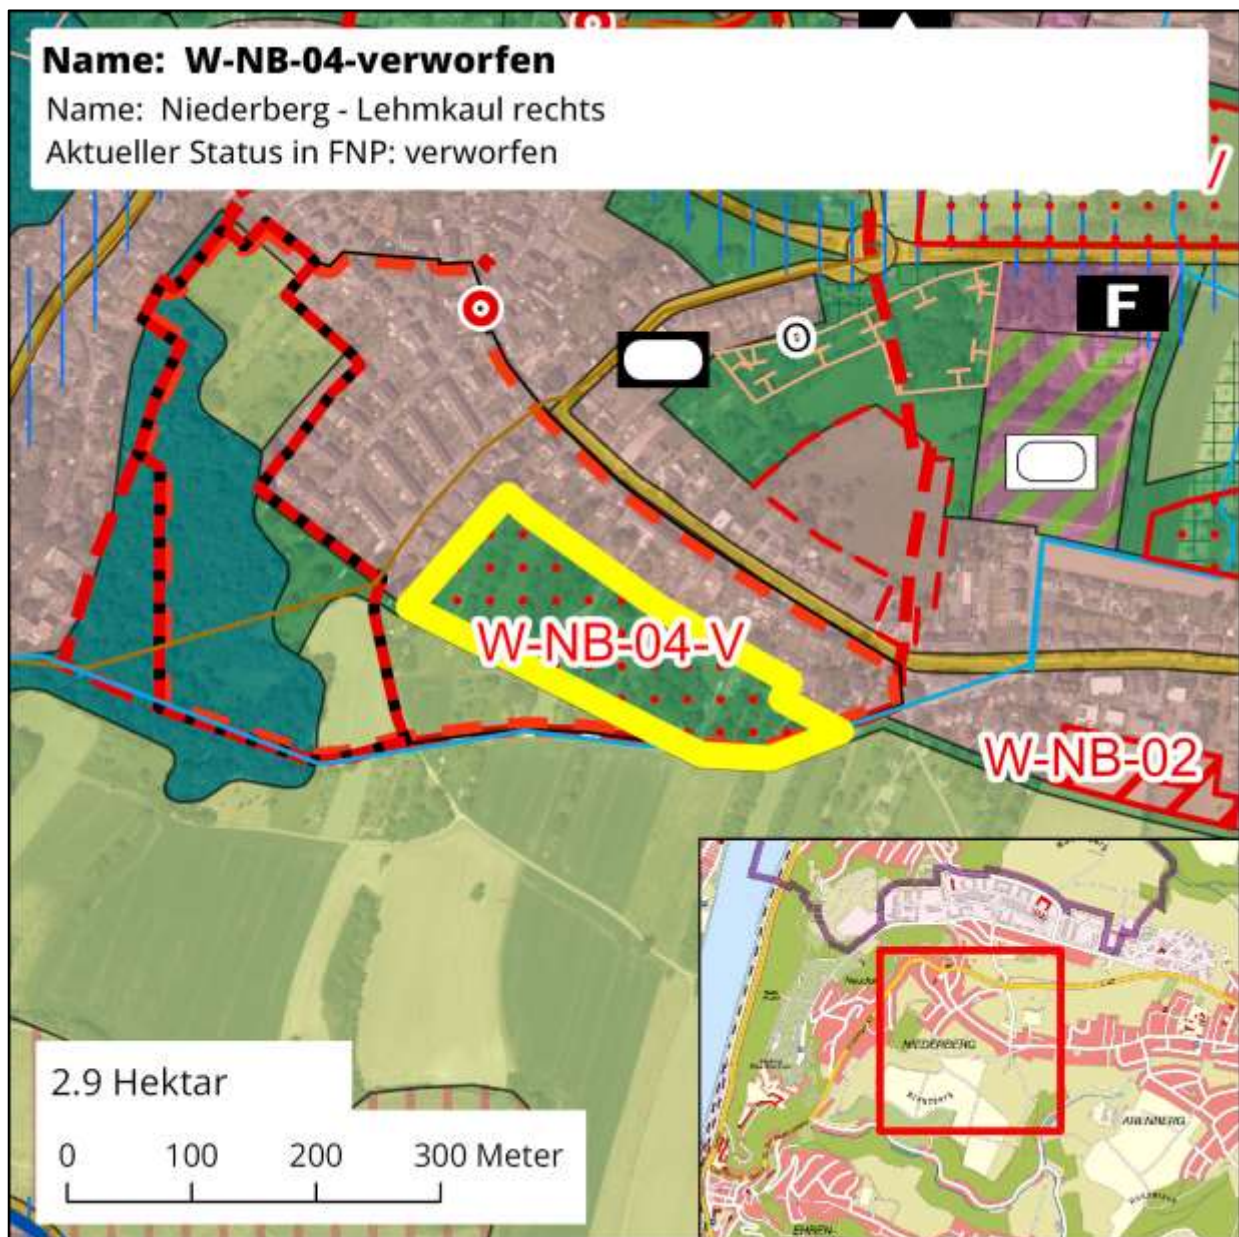 Name: W-NB-04-verworfen
Name: Niederberg - Lehmkaul rechts
Aktueller Status in FNP: verworfen
F
W-NB-04-V
W-NB-02
NIEDERBERG
ARENBERG
EHREN-
2.9 Hektar
0 100 200 300 Meter